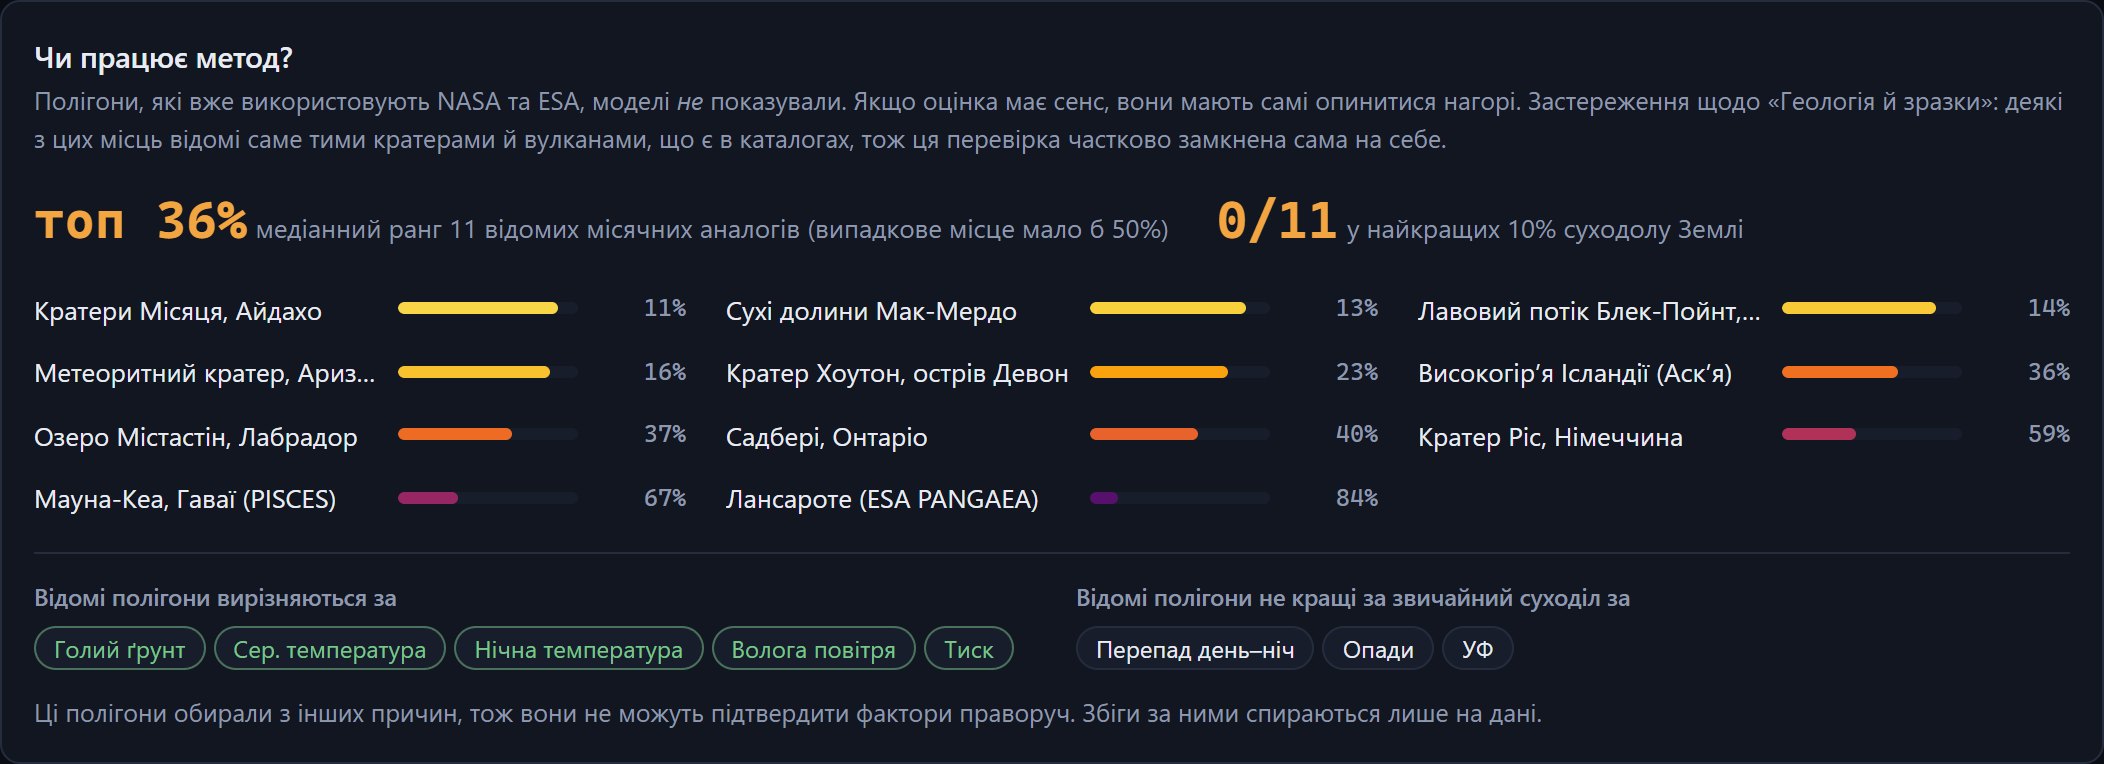 Чи працює метод?
Полігони, які вже використовують NASA та ESA, моделі не показували. Якщо оцінка має сенс, вони мають самі опинитися нагорі. Застереження щодо «Геологія й зразки»: деякі
з цих місць відомі саме тими кратерами й вулканами, що є в каталогах, тож ця перевірка частково замкнена сама на себе.
топ 36% медіанний ранг 11 відомих місячних аналогів (випадкове місце мало б 50%) 0/11 у найкращих 10% суходолу Землі
Кратери Місяця, Айдахо 11% Сухі долини Мак-Мердо 13% Лавовий потік Блек-Пойнт,... 14%
Метеоритний кратер, Ариз... 16% Кратер Хоутон, острів Девон 23% Високогір’я Ісландії (Аск’я) 36%
Озеро Містастін, Лабрадор 37% Садбері, Онтаріо 40% Кратер Ріс, Німеччина 59%
Мауна-Кеа, Гаваї (PISCES) 67% Лансароте (ESA PANGAEA) 84%
Відомі полігони вирізняються за Відомі полігони не кращі за звичайний суходіл за
Голий ґрунт Сер. температура Нічна температура Волога повітря Тиск Перепад день–ніч Опади УФ
Ці полігони обирали з інших причин, тож вони не можуть підтвердити фактори праворуч. Збіги за ними спираються лише на дані.